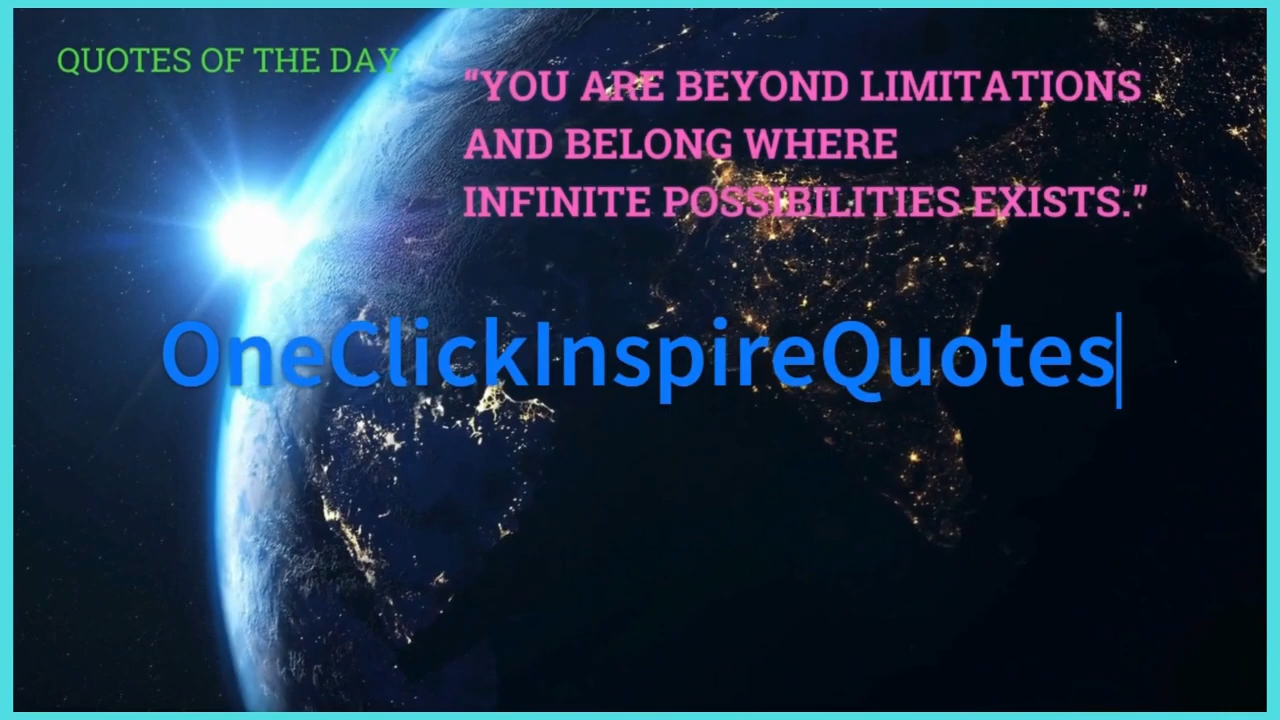 QUOTES OF THE DAY
“YOU ARE BEYOND LIMITATIONS
AND BELONG WHERE
INFINITE POSSIBILITIES EXISTS.”
OneClickInspireQuotes